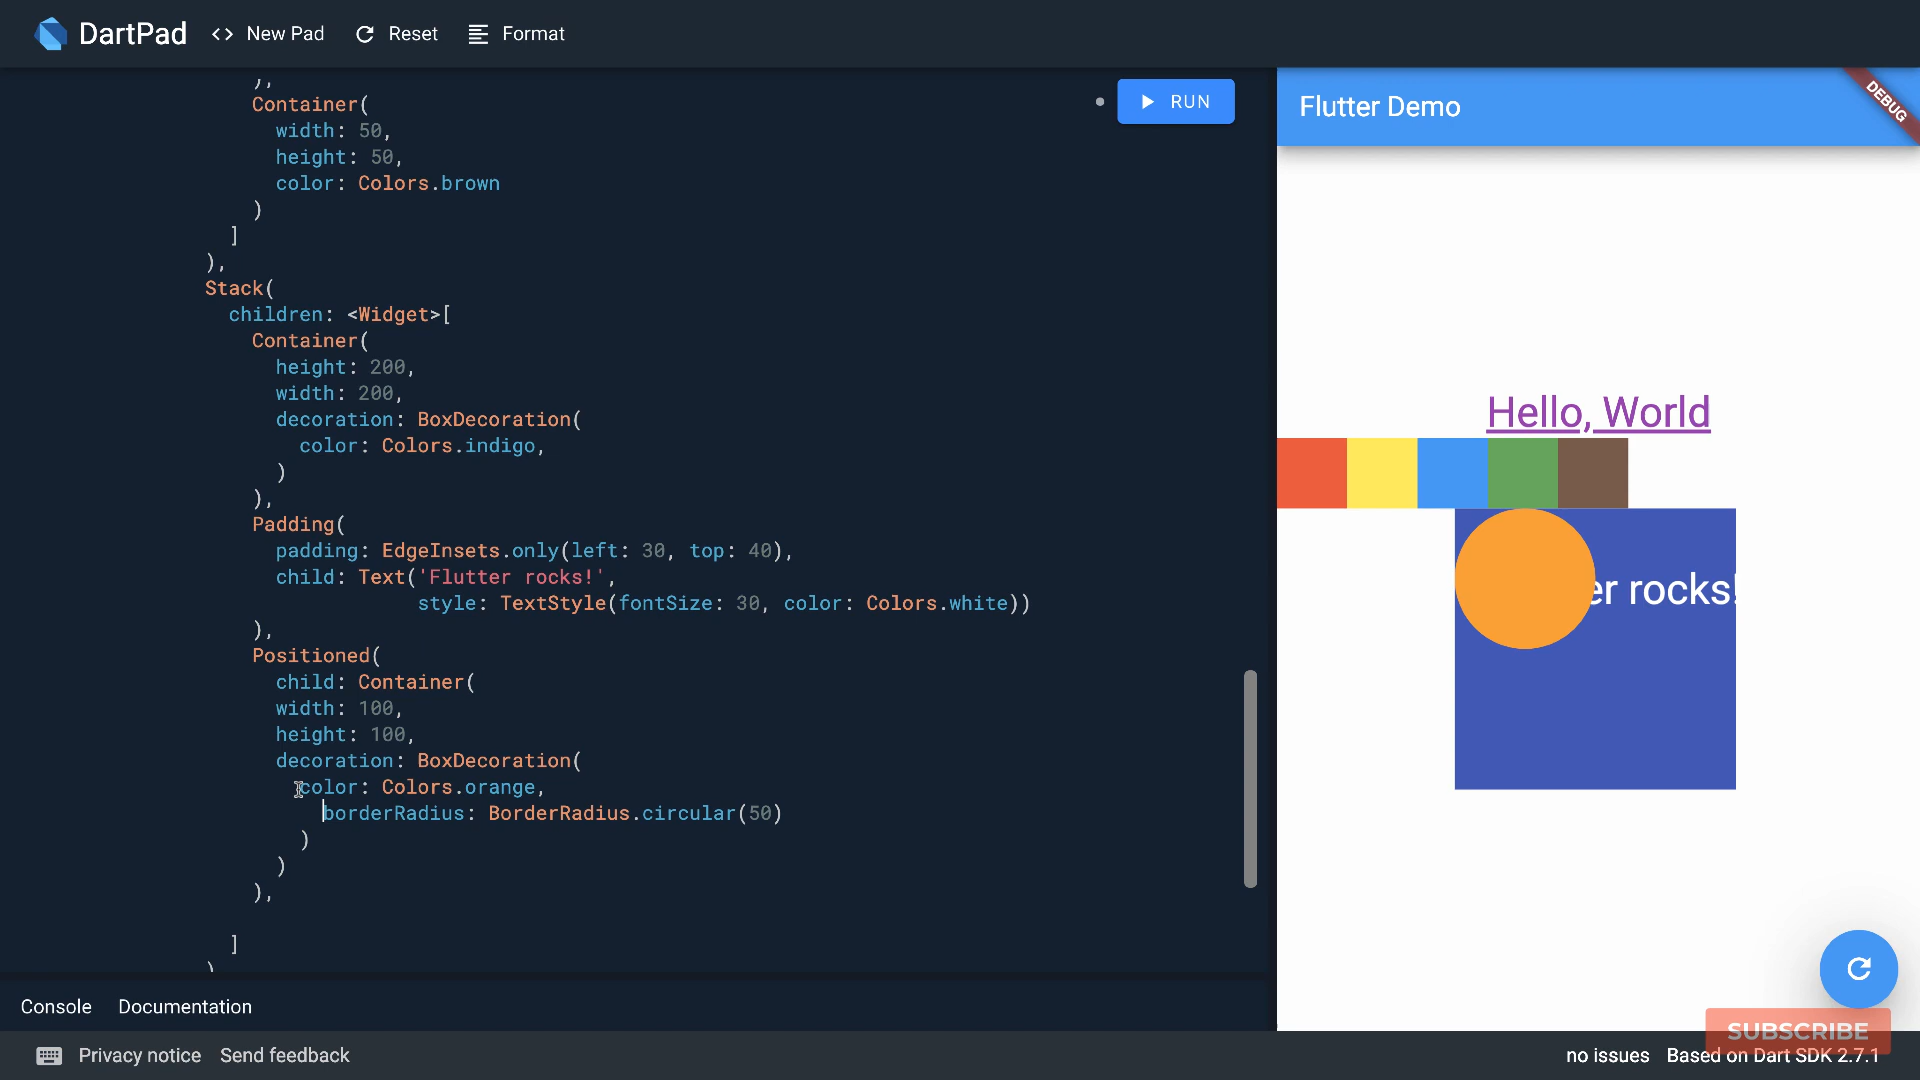 DartPad
<> New Pad
Reset
Format
),
Container(
width: 50,
height: 50,
color: Colors.brown
)
]
),
Stack(
children: <Widget>[
Container(
height: 200,
width: 200,
decoration: BoxDecoration(
color: Colors.indigo,
)
),
Padding(
padding: EdgeInsets.only(left: 30, top: 40),
child: Text('Flutter rocks!',
style: TextStyle(fontSize: 30, color: Colors.white))
),
Positioned(
child: Container(
width: 100,
height: 100,
decoration: BoxDecoration(
color: Colors.orange,
borderRadius: BorderRadius.circular(50)
)
)
),
]
)
RUN
Flutter Demo
DEBUG
Hello, World
er rocks!
Console
Documentation
Privacy notice
Send feedback
SUBSCRIBE
no issues
Based on Dart SDK 2.7.1